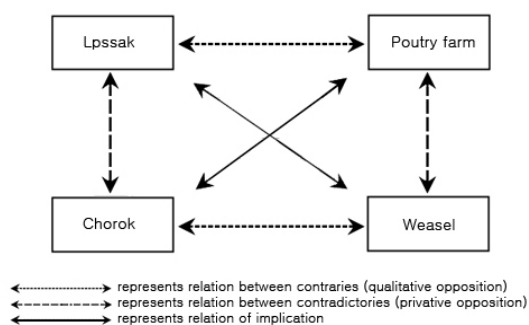 Lpssak
Poutry farm
Chorok
Weasel
represents relation between contraries (qualitative opposition)
represents relation between contradictories (privative opposition)
represents relation of implication